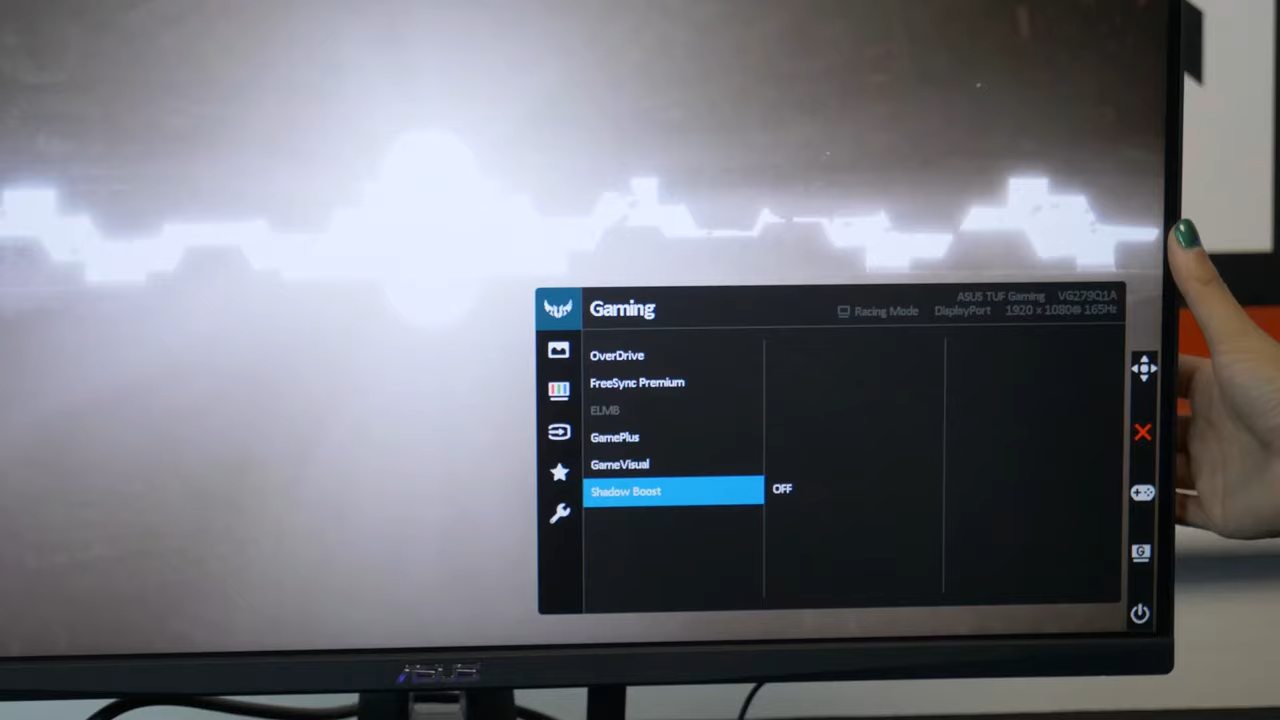 Gaming
ASUS TUF Gaming VG279Q1A
Racing Mode DisplayPort 1920 x 1080@ 165Hz
OverDrive
FreeSync Premium
ELMB
GamePlus
GameVisual
Shadow Boost OFF
G
ASUS